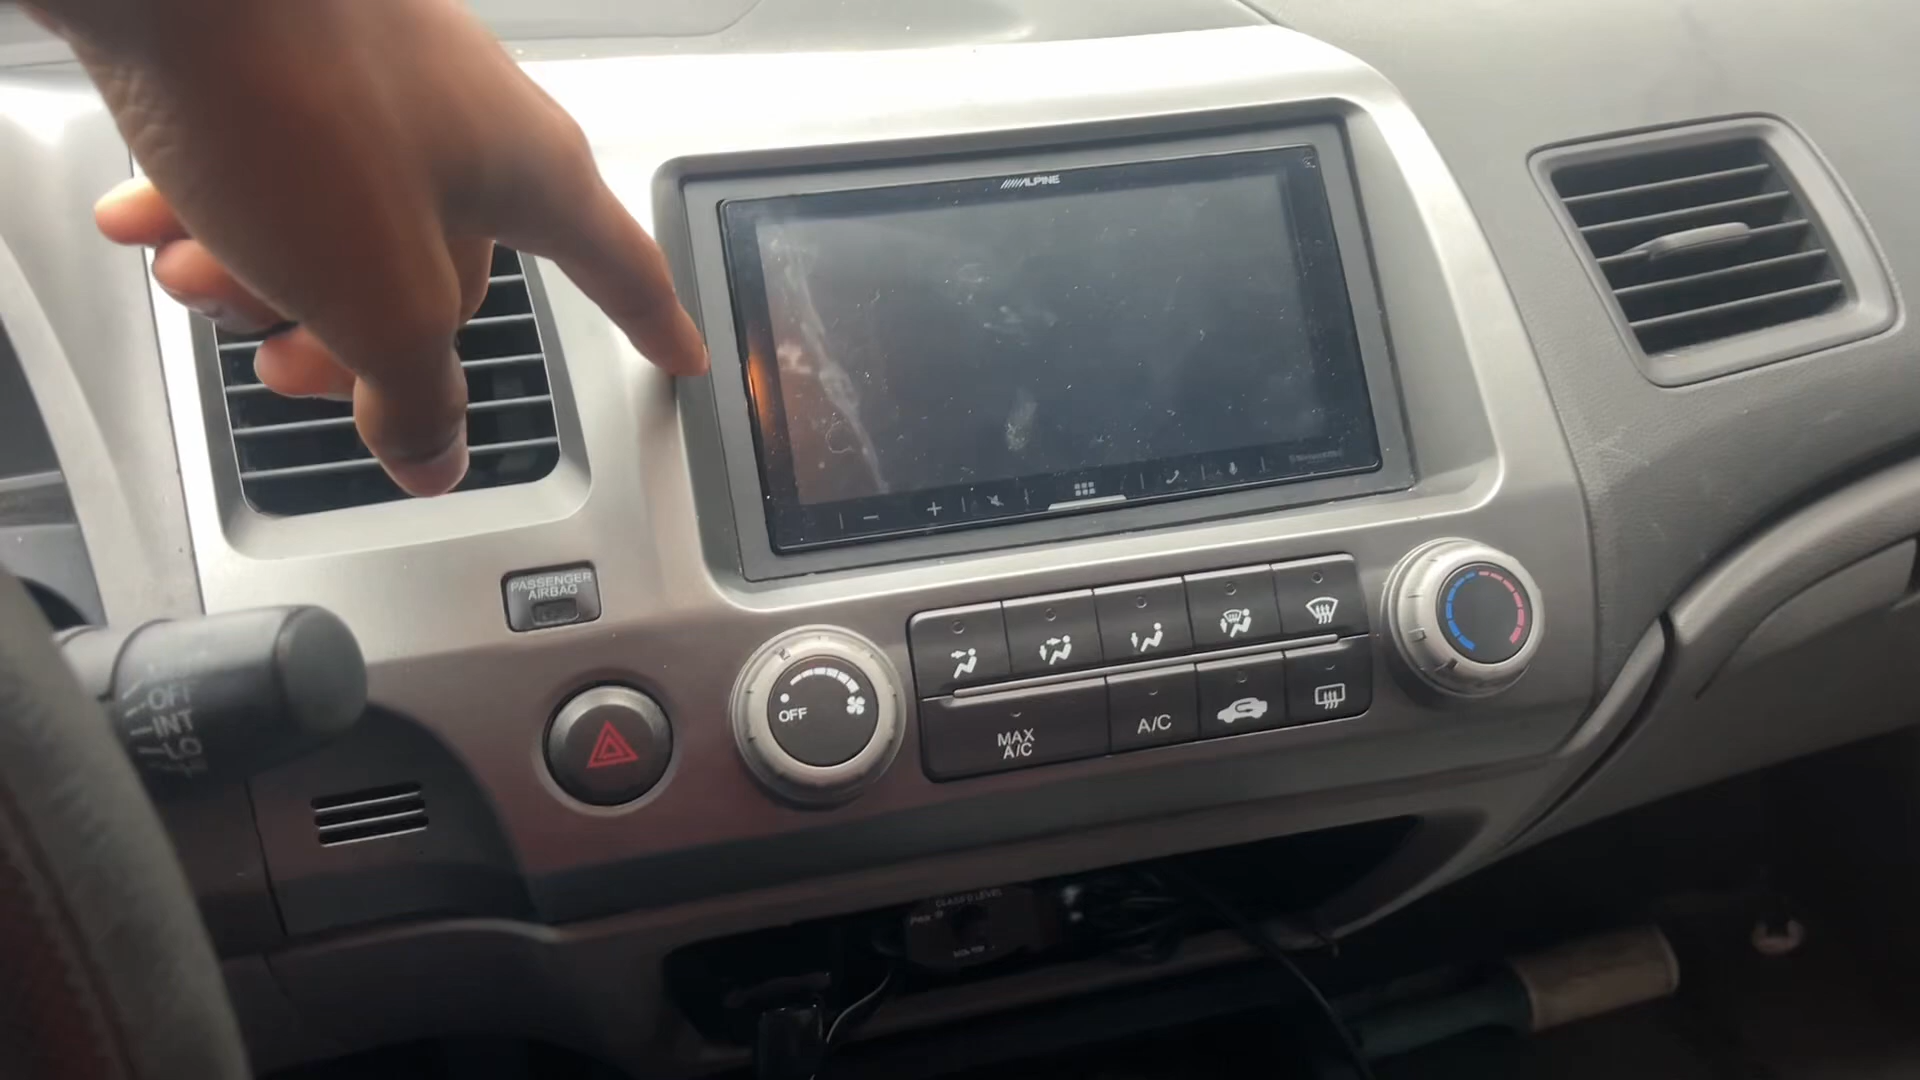 ALPINE
PASSENGER
AIRBAG
OFF
INT
LO
OFF
MAX
A/C
A/C